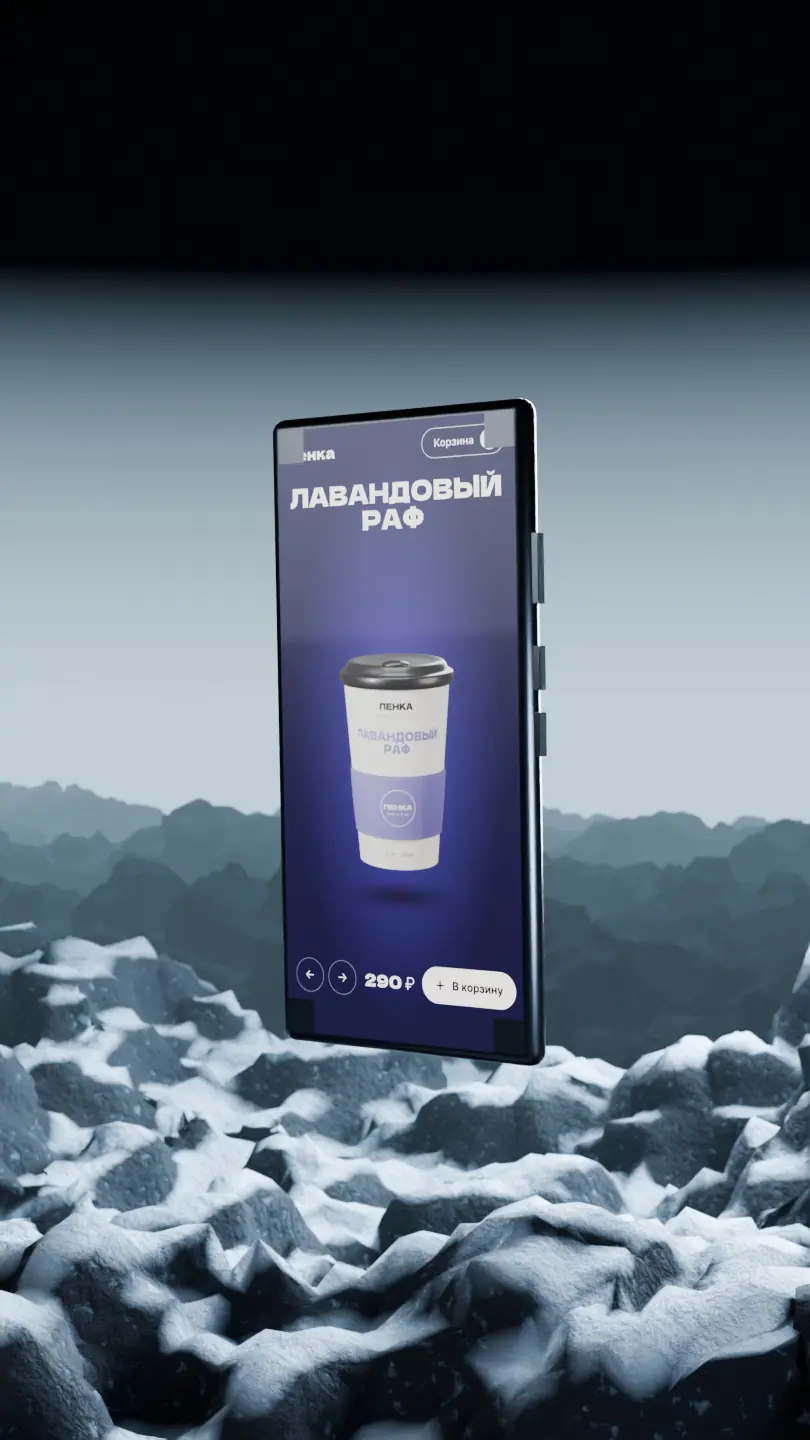 енка
Корзина
ЛАВАНДОВЫЙ
РАФ
ПЕНКА
ЛАВАНДОВЫЙ
РАФ
ПЕНКА
290 ₽
+ В корзину